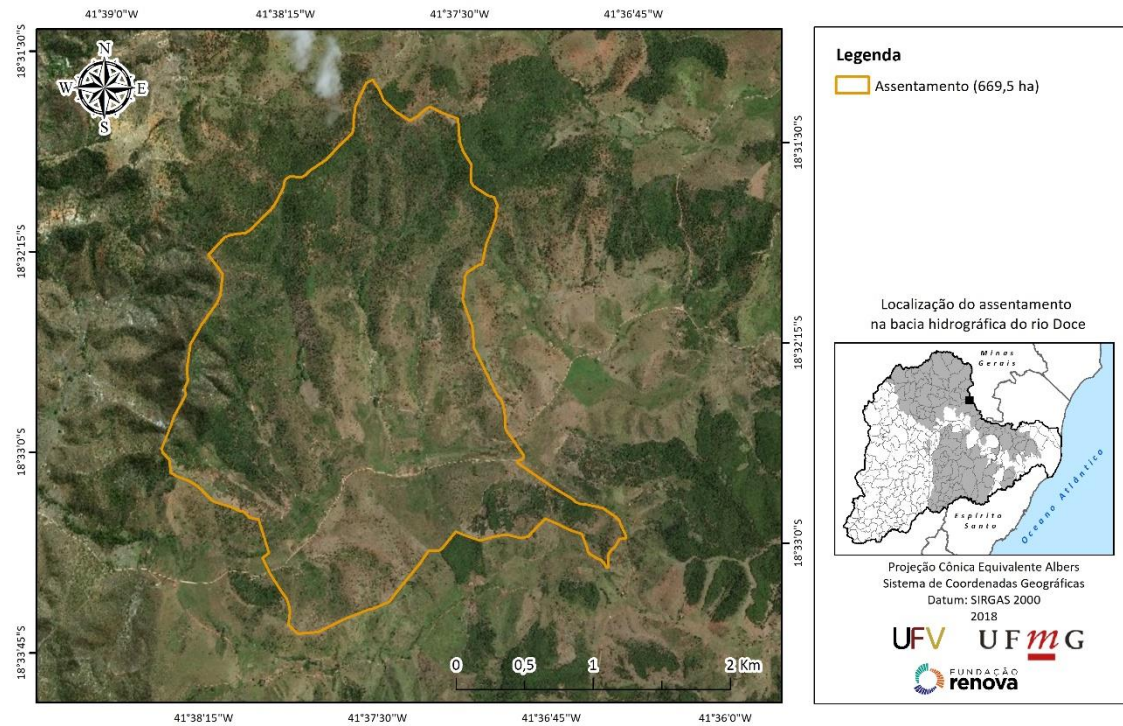 41°39'0"W
41°38'15"W
41°37'30"W
41°36'45"W
18°31'30"S
18°32'15"S
18°33'0"S
18°33'45"S
N
W
E
S
18°31'30"S
18°32'15"S
18°33'0"S
0
0,5
1
2 Km
41°38'15"W
41°37'30"W
41°36'45"W
41°36'0"W
Legenda
Assentamento (669,5 ha)
Localização do assentamento
na bacia hidrográfica do rio Doce
Minas
Gerais
Espírito
Santo
Oceano Atlântico
Projeção Cônica Equivalente Albers
Sistema de Coordenadas Geográficas
Datum: SIRGAS 2000
2018
UFV
UFmG
FUNDAÇÃO
renova